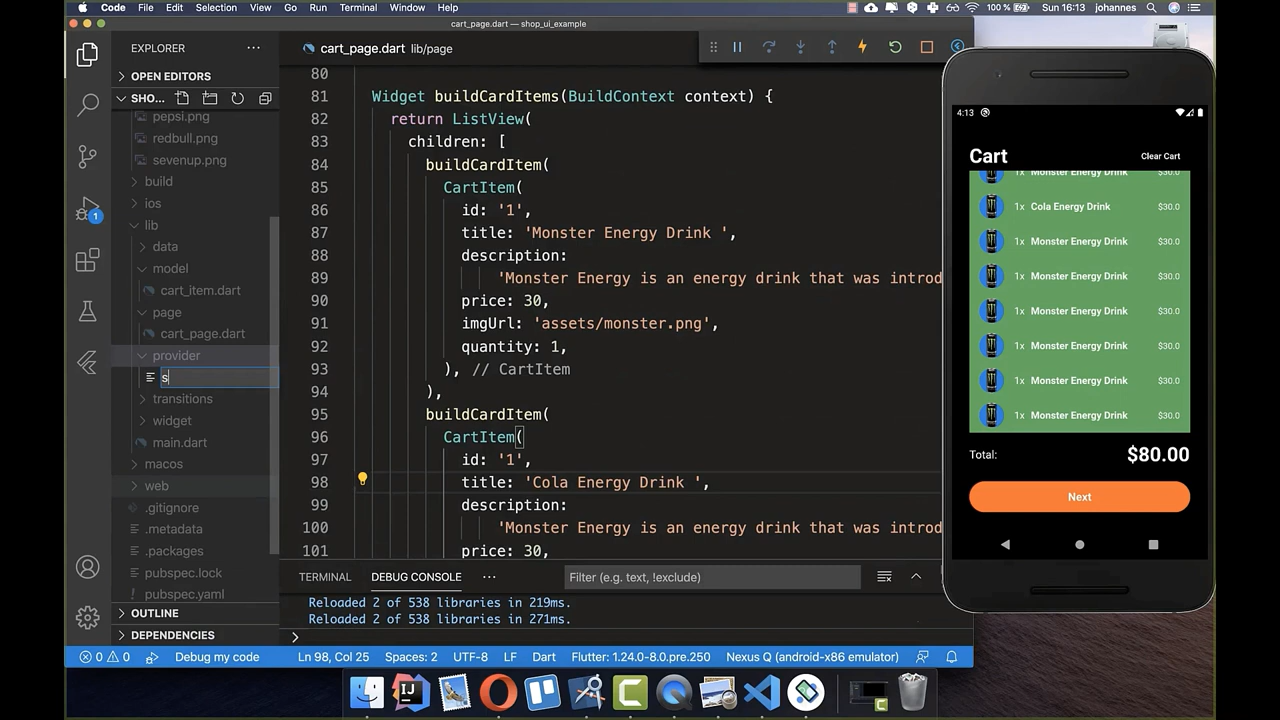 Code File Edit Selection View Go Run Terminal Window Help
100 % Sun 16:13 johannes
cart_page.dart — shop_ui_example
EXPLORER
OPEN EDITORS
SHO...
pepsi.png
redbull.png
sevenup.png
build
ios
lib
data
model
cart_item.dart
page
cart_page.dart
provider
s
transitions
widget
main.dart
macos
web
.gitignore
.metadata
.packages
pubspec.lock
pubspec.yaml
OUTLINE
DEPENDENCIES
1
cart_page.dart lib/page
80
81 Widget buildCardItems(BuildContext context) {
82 return ListView(
83 children: [
84 buildCardItem(
85 CartItem(
86 id: '1',
87 title: 'Monster Energy Drink ',
88 description:
89 'Monster Energy is an energy drink that was introd
90 price: 30,
91 imgUrl: 'assets/monster.png',
92 quantity: 1,
93 ), // CartItem
94 ),
95 buildCardItem(
96 CartItem(
97 id: '1',
98 title: 'Cola Energy Drink ',
99 description:
100 'Monster Energy is an energy drink that was introd
101 price: 30,
TERMINAL DEBUG CONSOLE ... Filter (e.g. text, !exclude)
Reloaded 2 of 538 libraries in 219ms.
Reloaded 2 of 538 libraries in 271ms.
0 0 Debug my code Ln 98, Col 25 Spaces: 2 UTF-8 LF Dart Flutter: 1.24.0-8.0.pre.250 Nexus Q (android-x86 emulator)
4:13
Cart Clear Cart
1x Monster Energy Drink $30.0
1x Cola Energy Drink $30.0
1x Monster Energy Drink $30.0
1x Monster Energy Drink $30.0
1x Monster Energy Drink $30.0
1x Monster Energy Drink $30.0
1x Monster Energy Drink $30.0
1x Monster Energy Drink $30.0
Total: $80.00
Next